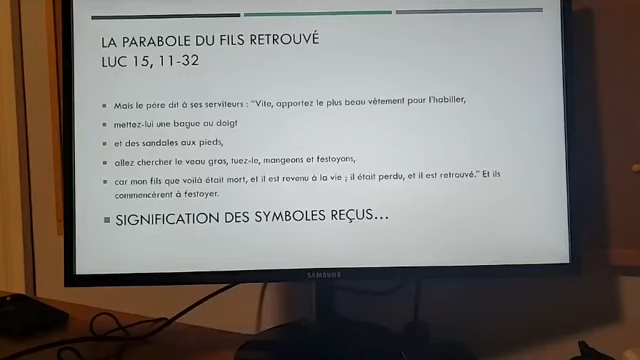 LA PARABOLE DU FILS RETROUVÉ
LUC 15, 11-32
Mais le père dit à ses serviteurs : "Vite, apportez le plus beau vêtement pour l'habiller,
mettez-lui une bague au doigt
et des sandales aux pieds,
allez chercher le veau gras, tuez-le, mangeons et festoyons,
car mon fils que voilà était mort, et il est revenu à la vie ; il était perdu, et il est retrouvé." Et ils
commencèrent à festoyer.
SIGNIFICATION DES SYMBOLES REÇUS...
SAMSUNG